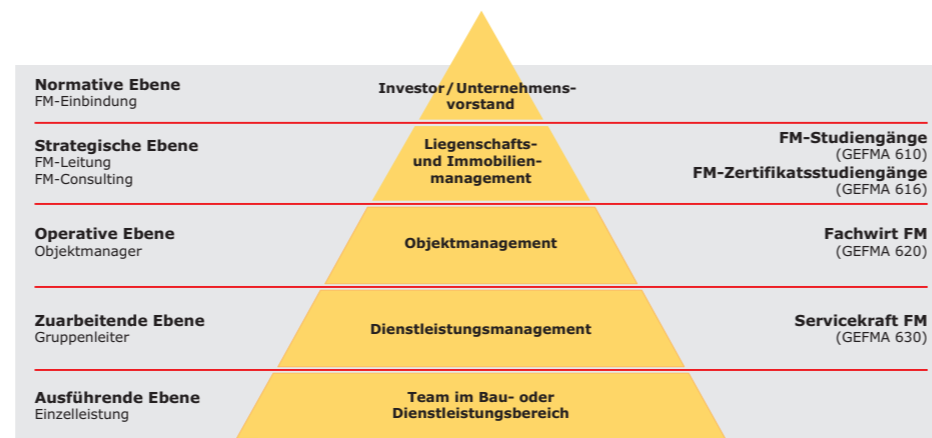 Normative Ebene
FM-Einbindung
Investor/Unternehmens-
vorstand
Strategische Ebene
FM-Leitung
FM-Consulting
Liegenschafts-
und Immobilien-
management
FM-Studiengänge
(GEFMA 610)
FM-Zertifikatsstudiengänge
(GEFMA 616)
Operative Ebene
Objektmanager
Objektmanagement
Fachwirt FM
(GEFMA 620)
Zuarbeitende Ebene
Gruppenleiter
Dienstleistungsmanagement
Servicekraft FM
(GEFMA 630)
Ausführende Ebene
Einzelleistung
Team im Bau- oder
Dienstleistungsbereich